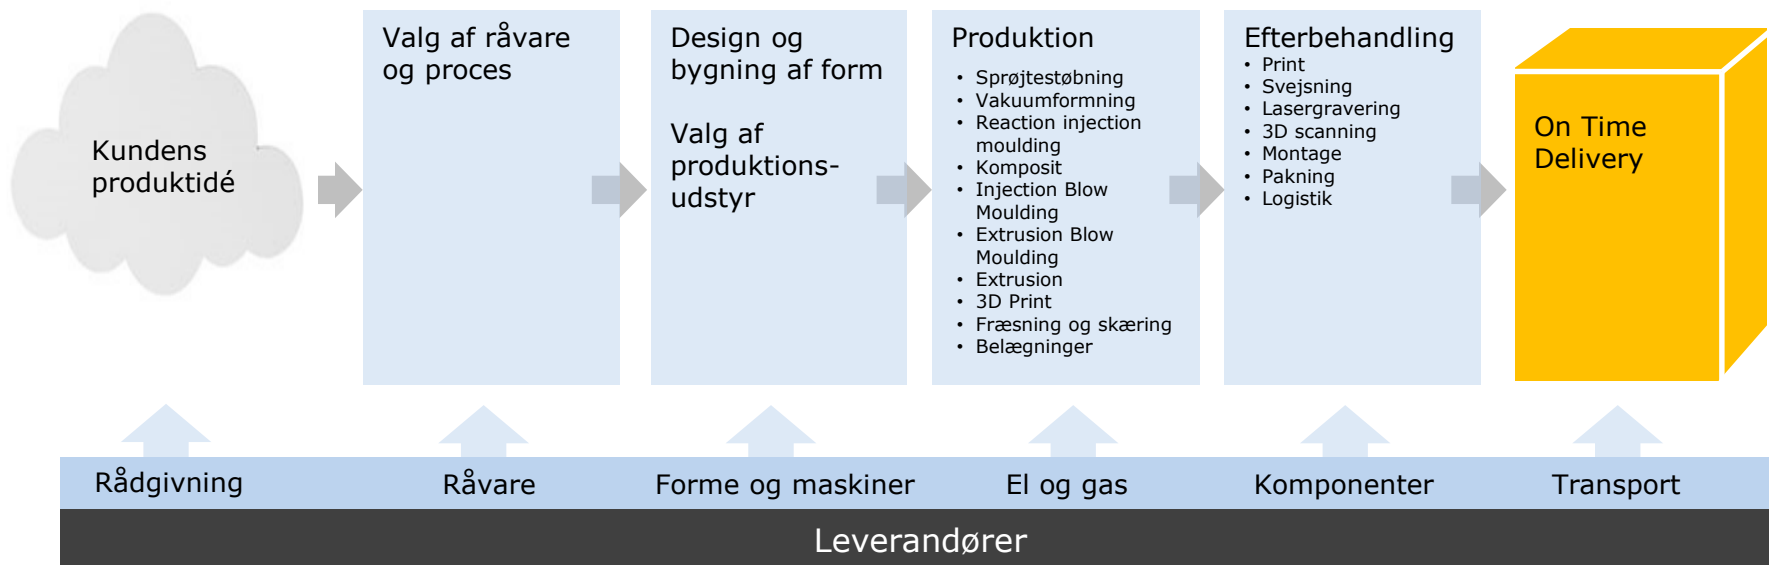 Kundens
produktidé
Valg af råvare
og proces
Design og
bygning af form
Valg af
produktions-
udstyr
Produktion
• Sprøjtestøbning
• Vakuumformning
• Reaction injection
moulding
• Komposit
• Injection Blow
Moulding
• Extrusion Blow
Moulding
• Extrusion
• 3D Print
• Fræsning og skæring
• Belægninger
Efterbehandling
• Print
• Svejsning
• Lasergravering
• 3D scanning
• Montage
• Pakning
• Logistik
On Time
Delivery
Rådgivning
Råvare
Forme og maskiner
El og gas
Komponenter
Transport
Leverandører